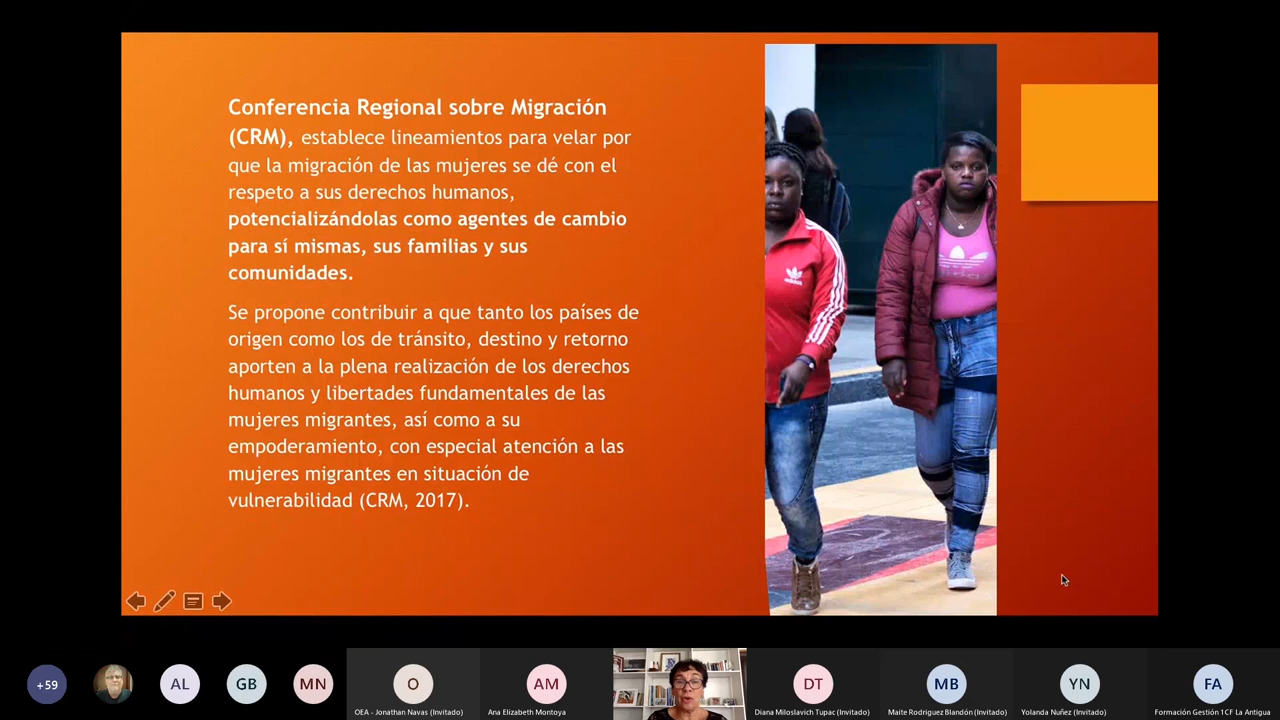 Conferencia Regional sobre Migración
(CRM), establece lineamientos para velar por
que la migración de las mujeres se dé con el
respeto a sus derechos humanos,
potencializándolas como agentes de cambio
para sí mismas, sus familias y sus
comunidades.
Se propone contribuir a que tanto los países de
origen como los de tránsito, destino y retorno
aporten a la plena realización de los derechos
humanos y libertades fundamentales de las
mujeres migrantes, así como a su
empoderamiento, con especial atención a las
mujeres migrantes en situación de
vulnerabilidad (CRM, 2017).
adidas
+59
AL
GB
MN
O
AM
DT
MB
YN
FA
OEA - Jonathan Navas (Invitado)
Ana Elizabeth Montoya
Diana Miloslavich Tupac (Invitado)
Maite Rodriguez Blandón (Invitado)
Yolanda Nuñez (Invitado)
Formación Gestión 1CF La Antigua